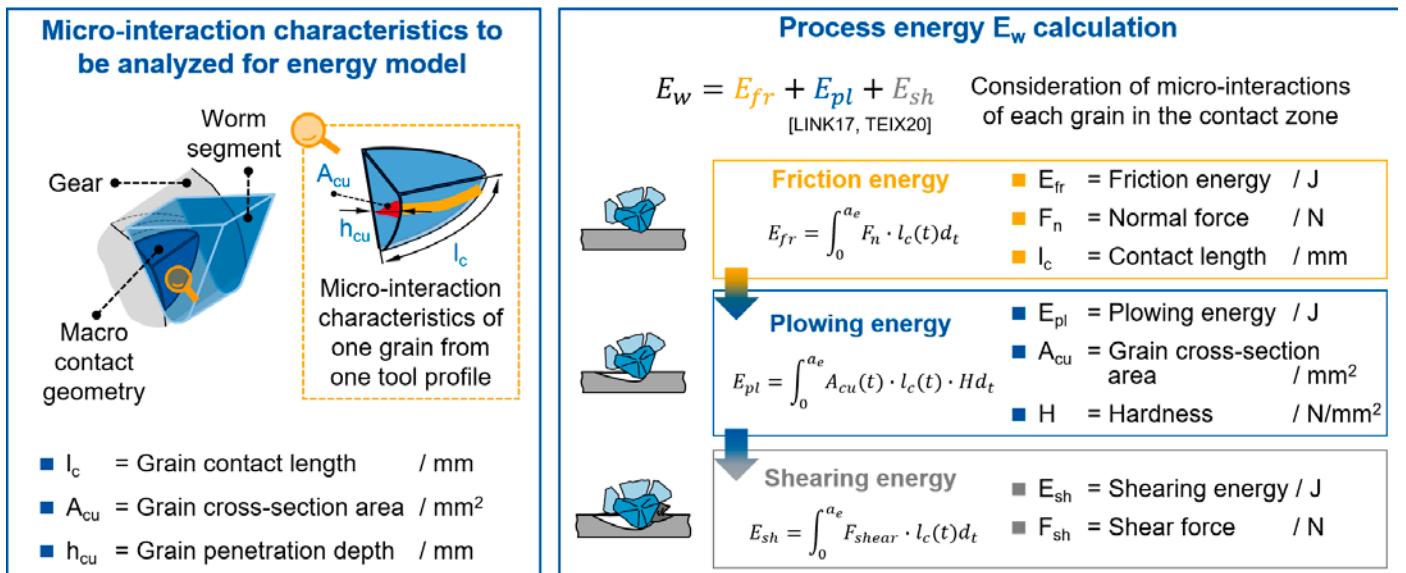 Micro-interaction characteristics to
be analyzed for energy model
Worm
segment
Gear
Macro
contact
geometry
A_cu
h_cu
l_c
Micro-interaction
characteristics of
one grain from
one tool profile
l_c = Grain contact length / mm
A_cu = Grain cross-section area / mm²
h_cu = Grain penetration depth / mm
Process energy E_w calculation
E_w = E_fr + E_pl + E_sh
[LINK17, TEIX20]
Consideration of micro-interactions
of each grain in the contact zone
Friction energy
E_fr = ∫_0^{a_e} F_n · l_c(t)d_t
E_fr = Friction energy / J
F_n = Normal force / N
l_c = Contact length / mm
Plowing energy
E_pl = ∫_0^{a_e} A_cu(t) · l_c(t) · Hd_t
E_pl = Plowing energy / J
A_cu = Grain cross-section
area / mm²
H = Hardness / N/mm²
Shearing energy
E_sh = ∫_0^{a_e} F_shear · l_c(t)d_t
E_sh = Shearing energy / J
F_sh = Shear force / N